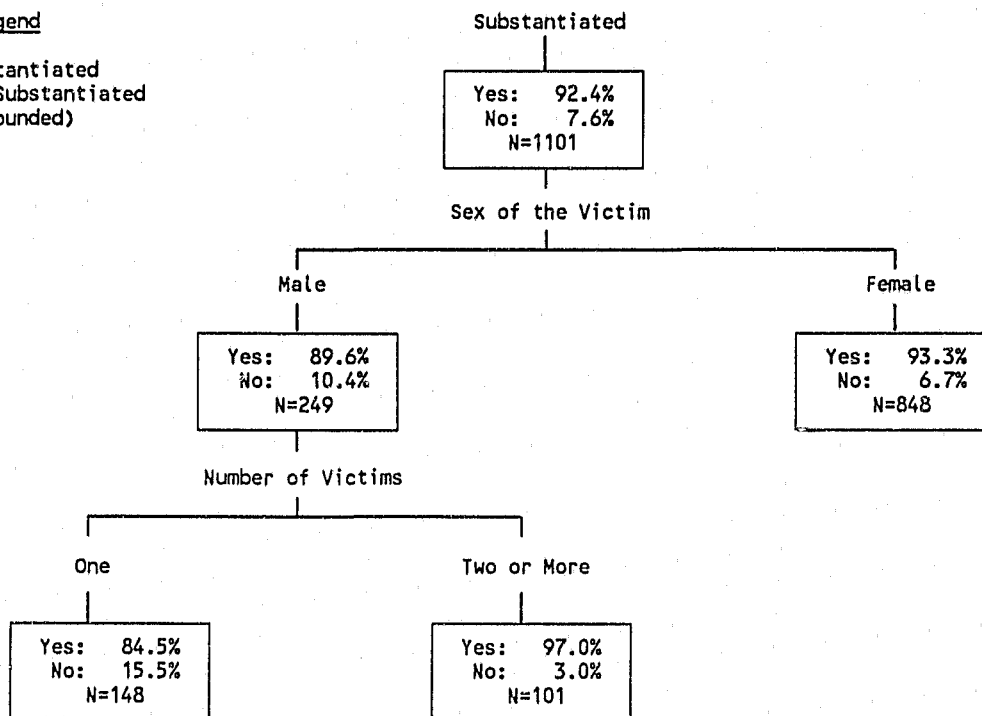 gend
tantiated
Substantiated
ounded)
Substantiated
Yes: 92.4%
No: 7.6%
N=1101
Sex of the Victim
Male
Female
Yes: 89.6%
No: 10.4%
N=249
Yes: 93.3%
No: 6.7%
N=848
Number of Victims
One
Two or More
Yes: 84.5%
No: 15.5%
N=148
Yes: 97.0%
No: 3.0%
N=101